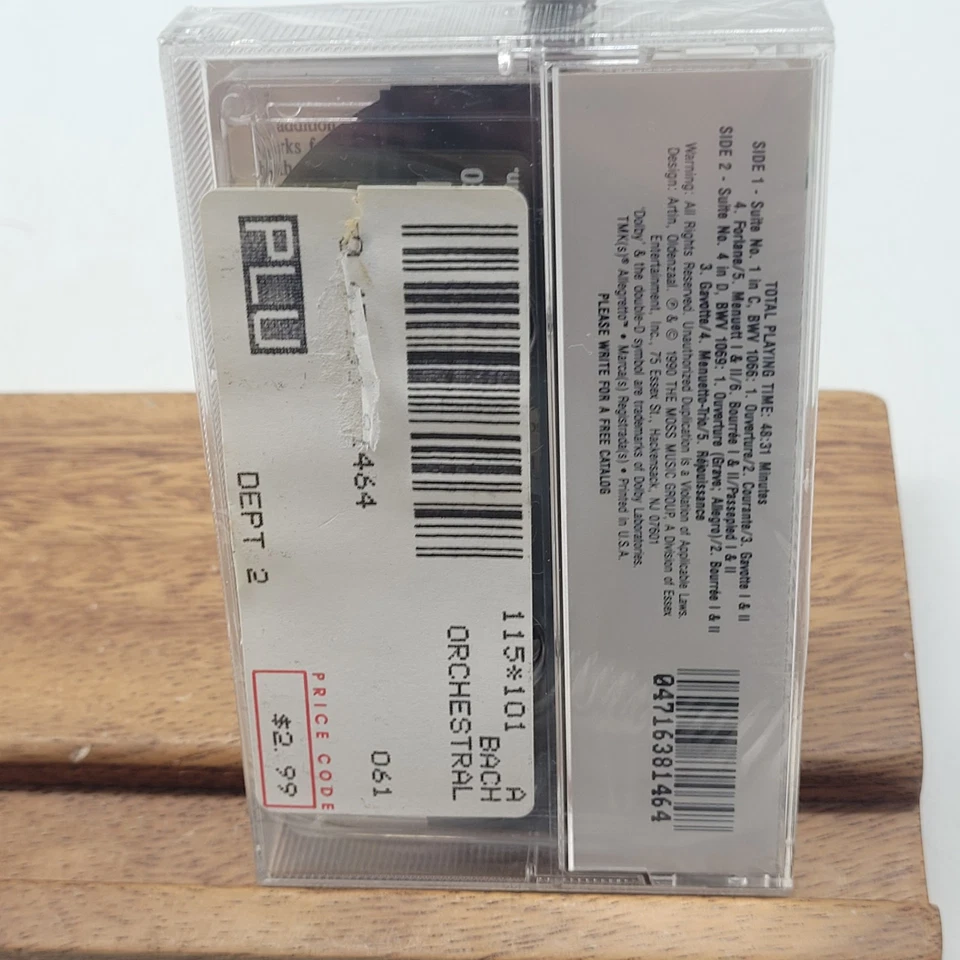 TOTAL PLAYING TIME: 48:31 Minutes
SIDE 1 - Suite No. 1 in C, BWV 1066: 1. Ouverture/2. Courante/3. Gavotte I & II
4. Forlane/5. Menuett I & II/6. Bourrée I & II/Passepied I & II
SIDE 2 - Suite No. 4 in D, BWV 1069: 1. Ouverture (Grave; Allegro)/2. Bourrée I & II
3. Gavotte/4. Menuetto-Trio/5. Réjouissance
Warning: All Rights Reserved. Unauthorized Duplication is a Violation of Applicable Laws.
Design: Artin, Oldenzaal. ℗ & © 1990 THE MOSS MUSIC GROUP, A Division of Essex
Entertainment, Inc., 75 Essex St., Hackensack, NJ 07601
'Dolby' & the double-D symbol are trademarks of Dolby Laboratories.
TMK(s)® Allegretto™ • Marca(s) Registrada(s) • Printed in U.S.A.
PLEASE WRITE FOR A FREE CATALOG
04716381464
115*101 A
BACH
ORCHESTRAL
464
061
PLU
DEPT 2
PRICE CODE
$2.99
addition
rks f